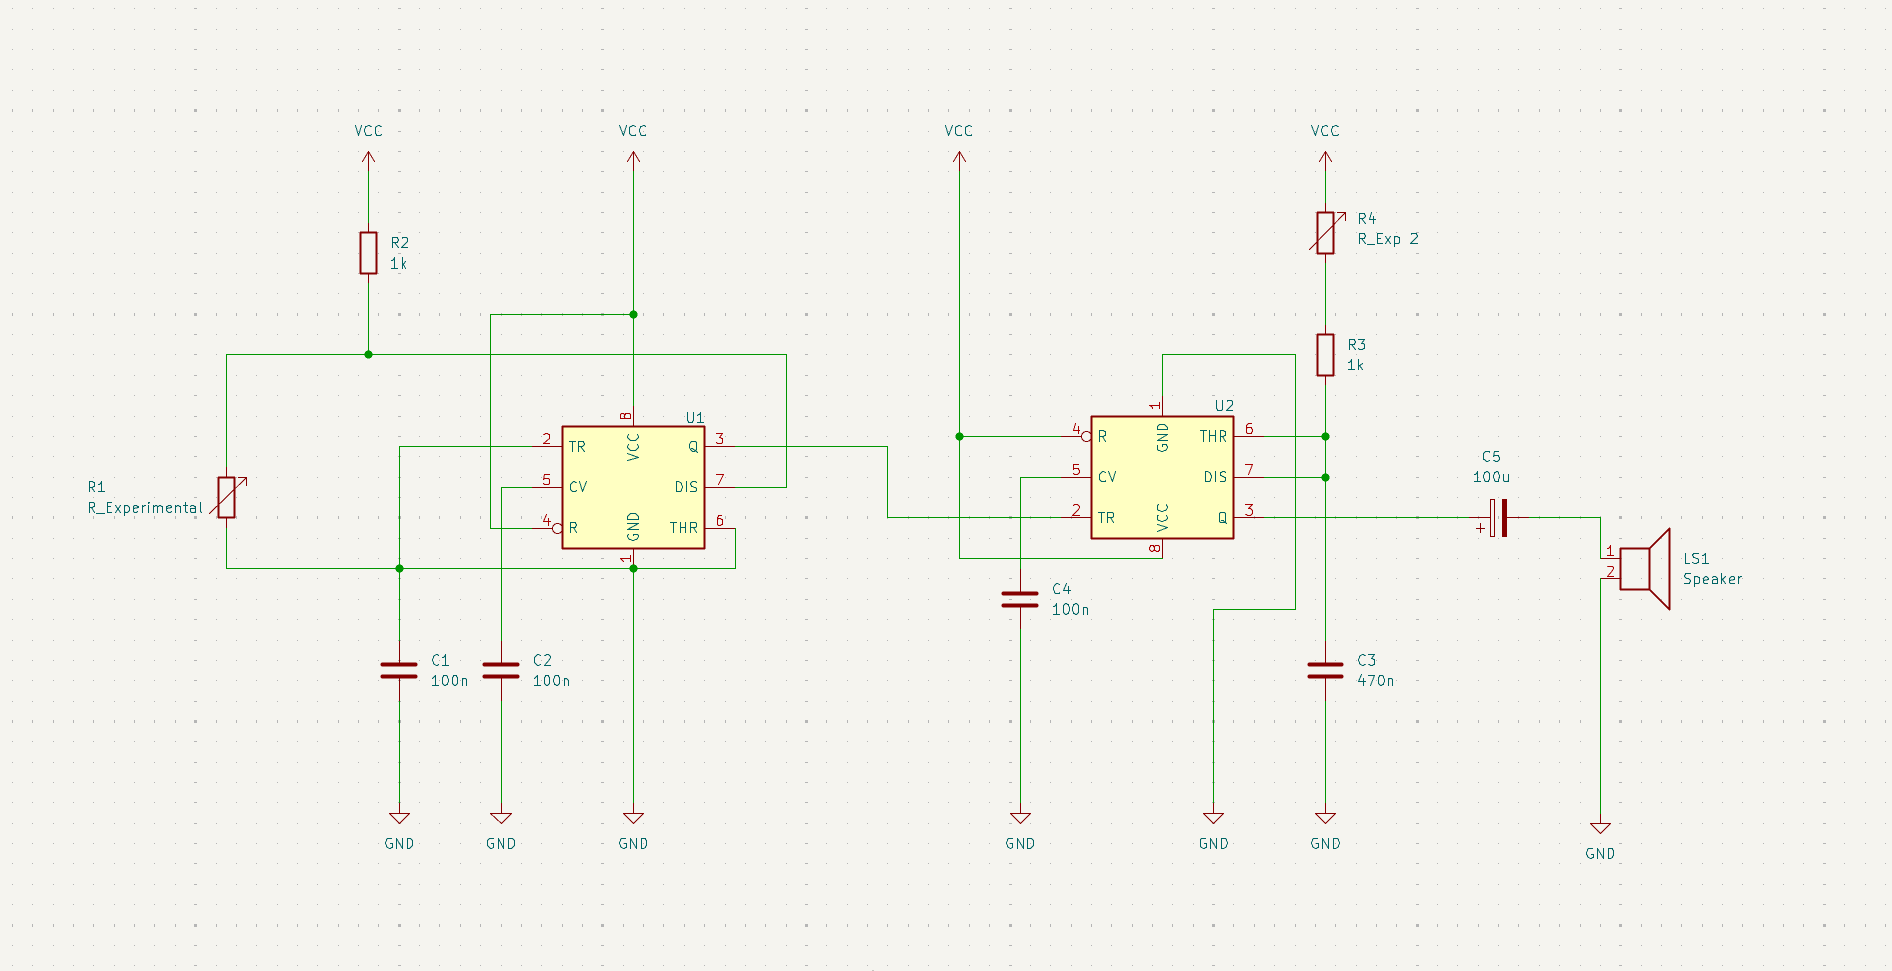 VCC
VCC
VCC
VCC
R2
1k
R4
R_Exp 2
R3
1k
R1
R_Experimental
U1
8
VCC
2
TR
5
CV
4
R
GND
1
Q
3
DIS
7
THR
6
U2
1
GND
4
R
5
CV
2
TR
VCC
8
THR
6
DIS
7
Q
3
C5
100u
+
1
2
LS1
Speaker
C4
100n
C1
100n
C2
100n
C3
470n
GND
GND
GND
GND
GND
GND
GND